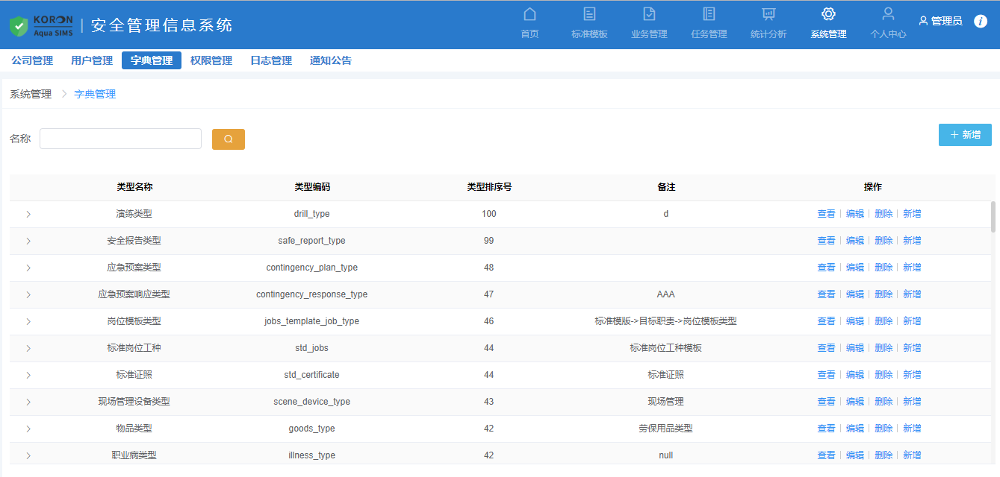 KORON
Aqua SIMS
安全管理信息系统
首页 标准模板 业务管理 任务管理 统计分析 系统管理 个人中心 管理员
公司管理 用户管理 字典管理 权限管理 日志管理 通知公告
系统管理 > 字典管理
名称
+ 新增
类型名称 类型编码 类型排序号 备注 操作
演练类型 drill_type 100 d 查看 编辑 删除 新增
安全报告类型 safe_report_type 99 查看 编辑 删除 新增
应急预案类型 contingency_plan_type 48 查看 编辑 删除 新增
应急预案响应类型 contingency_response_type 47 AAA 查看 编辑 删除 新增
岗位模板类型 jobs_template_job_type 46 标准模版->目标职责->岗位模板类型 查看 编辑 删除 新增
标准岗位工种 std_jobs 44 标准岗位工种模板 查看 编辑 删除 新增
标准证照 std_certificate 44 标准证照 查看 编辑 删除 新增
现场管理设备类型 scene_device_type 43 现场管理 查看 编辑 删除 新增
物品类型 goods_type 42 劳保用品类型 查看 编辑 删除 新增
职业病类型 illness_type 42 null 查看 编辑 删除 新增